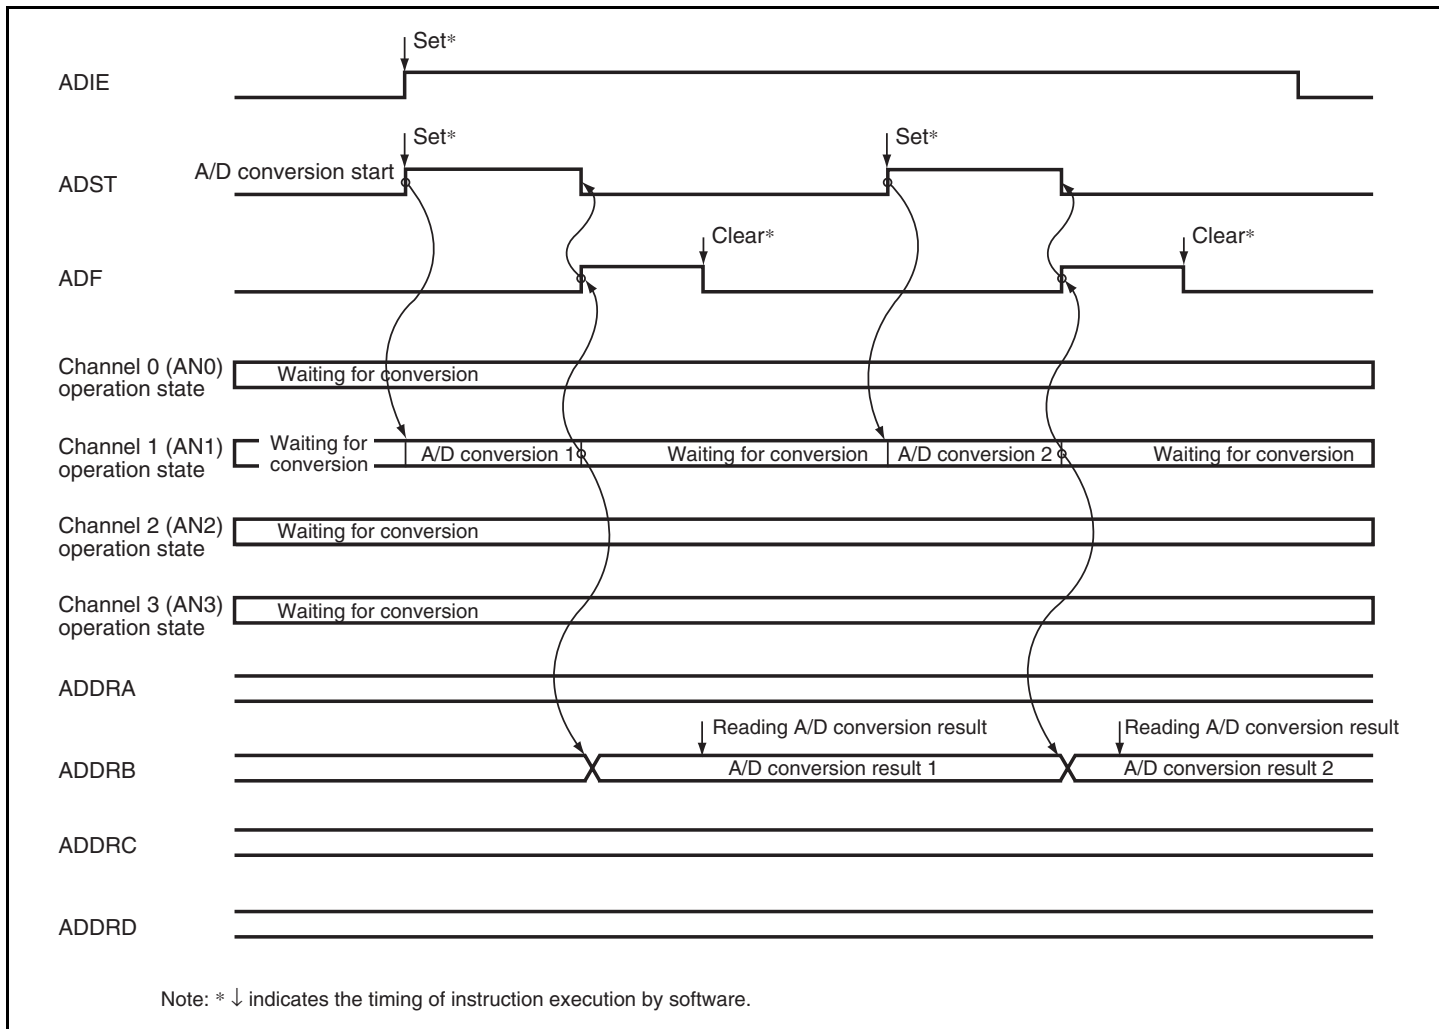 Set*
ADIE
Set*
Set*
A/D conversion start
ADST
Clear*
Clear*
ADF
Channel 0 (AN0)
operation state
Waiting for conversion
Channel 1 (AN1)
operation state
Waiting for
conversion
A/D conversion 1
Waiting for conversion
A/D conversion 2
Waiting for conversion
Channel 2 (AN2)
operation state
Waiting for conversion
Channel 3 (AN3)
operation state
Waiting for conversion
ADDRA
Reading A/D conversion result
Reading A/D conversion result
ADDRB
A/D conversion result 1
A/D conversion result 2
ADDRC
ADDRD
Note: * ↓ indicates the timing of instruction execution by software.